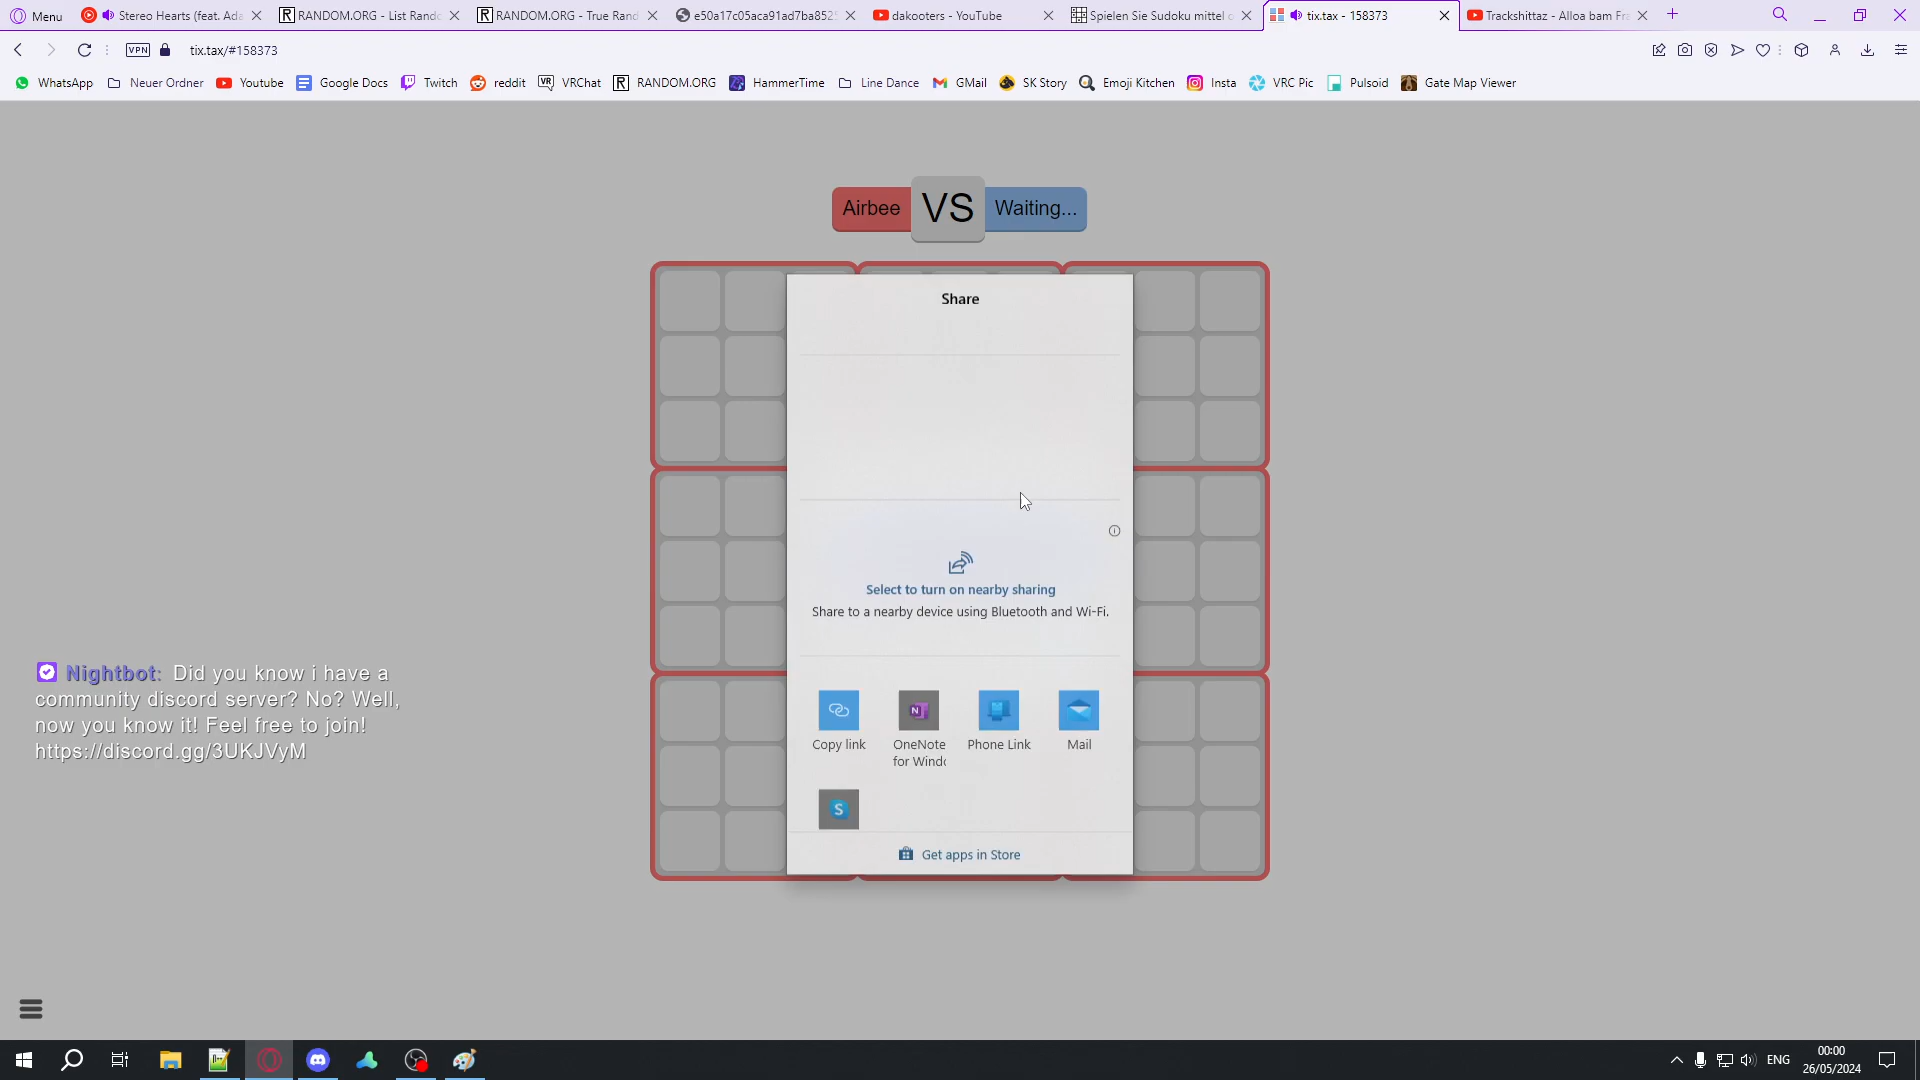 Menu
Stereo Hearts (feat. Ada
RANDOM.ORG - List Rando
RANDOM.ORG - True Rand
e50a17c05aca91ad7ba8525
dakooters - YouTube
Spielen Sie Sudoku mittel o
tix.tax - 158373
Trackshittaz - Alloa bam Fra
VPN
tix.tax/#158373
WhatsApp
Neuer Ordner
Youtube
Google Docs
Twitch
reddit
VRChat
RANDOM.ORG
HammerTime
Line Dance
GMail
SK Story
Emoji Kitchen
Insta
VRC Pic
Pulsoid
Gate Map Viewer
Airbee
VS
Waiting...
Share
Select to turn on nearby sharing
Share to a nearby device using Bluetooth and Wi-Fi.
Copy link
OneNote
for Windo
Phone Link
Mail
Get apps in Store
Nightbot: Did you know i have a
community discord server? No? Well,
now you know it! Feel free to join!
https://discord.gg/3UKJVyM
ENG
00:00
26/05/2024